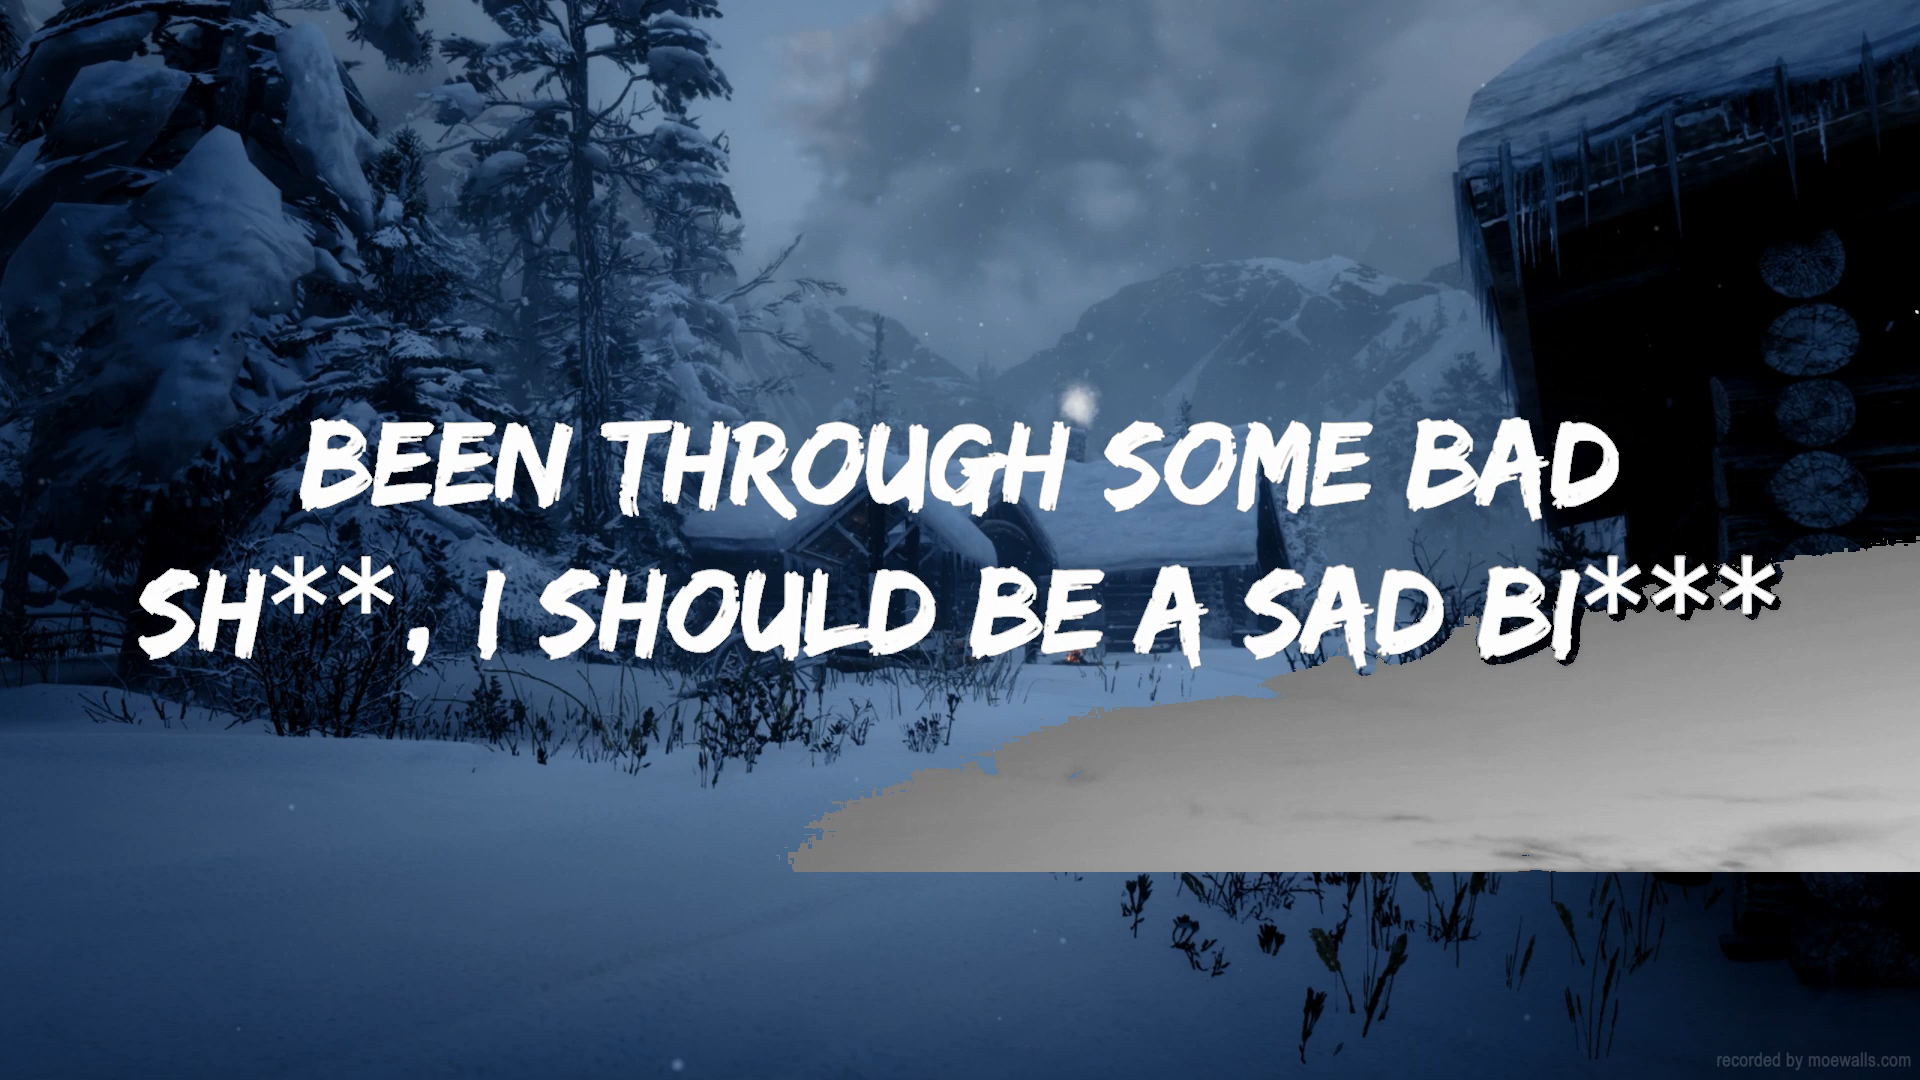 BEEN THROUGH SOME BAD
SH**, I SHOULD BE A SAD BI***
recorded by moewalls.com